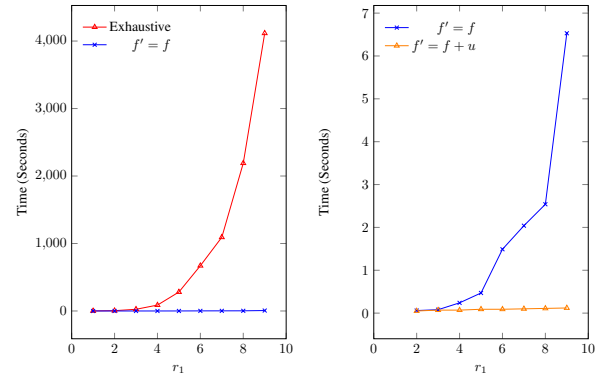 Exhaustive
f′ = f
4,000
3,000
2,000
1,000
0
0 2 4 6 8 10
Time (Seconds)
r₁
f′ = f
f′ = f + u
7
6
5
4
3
2
1
0
0 2 4 6 8 10
Time (Seconds)
r₁